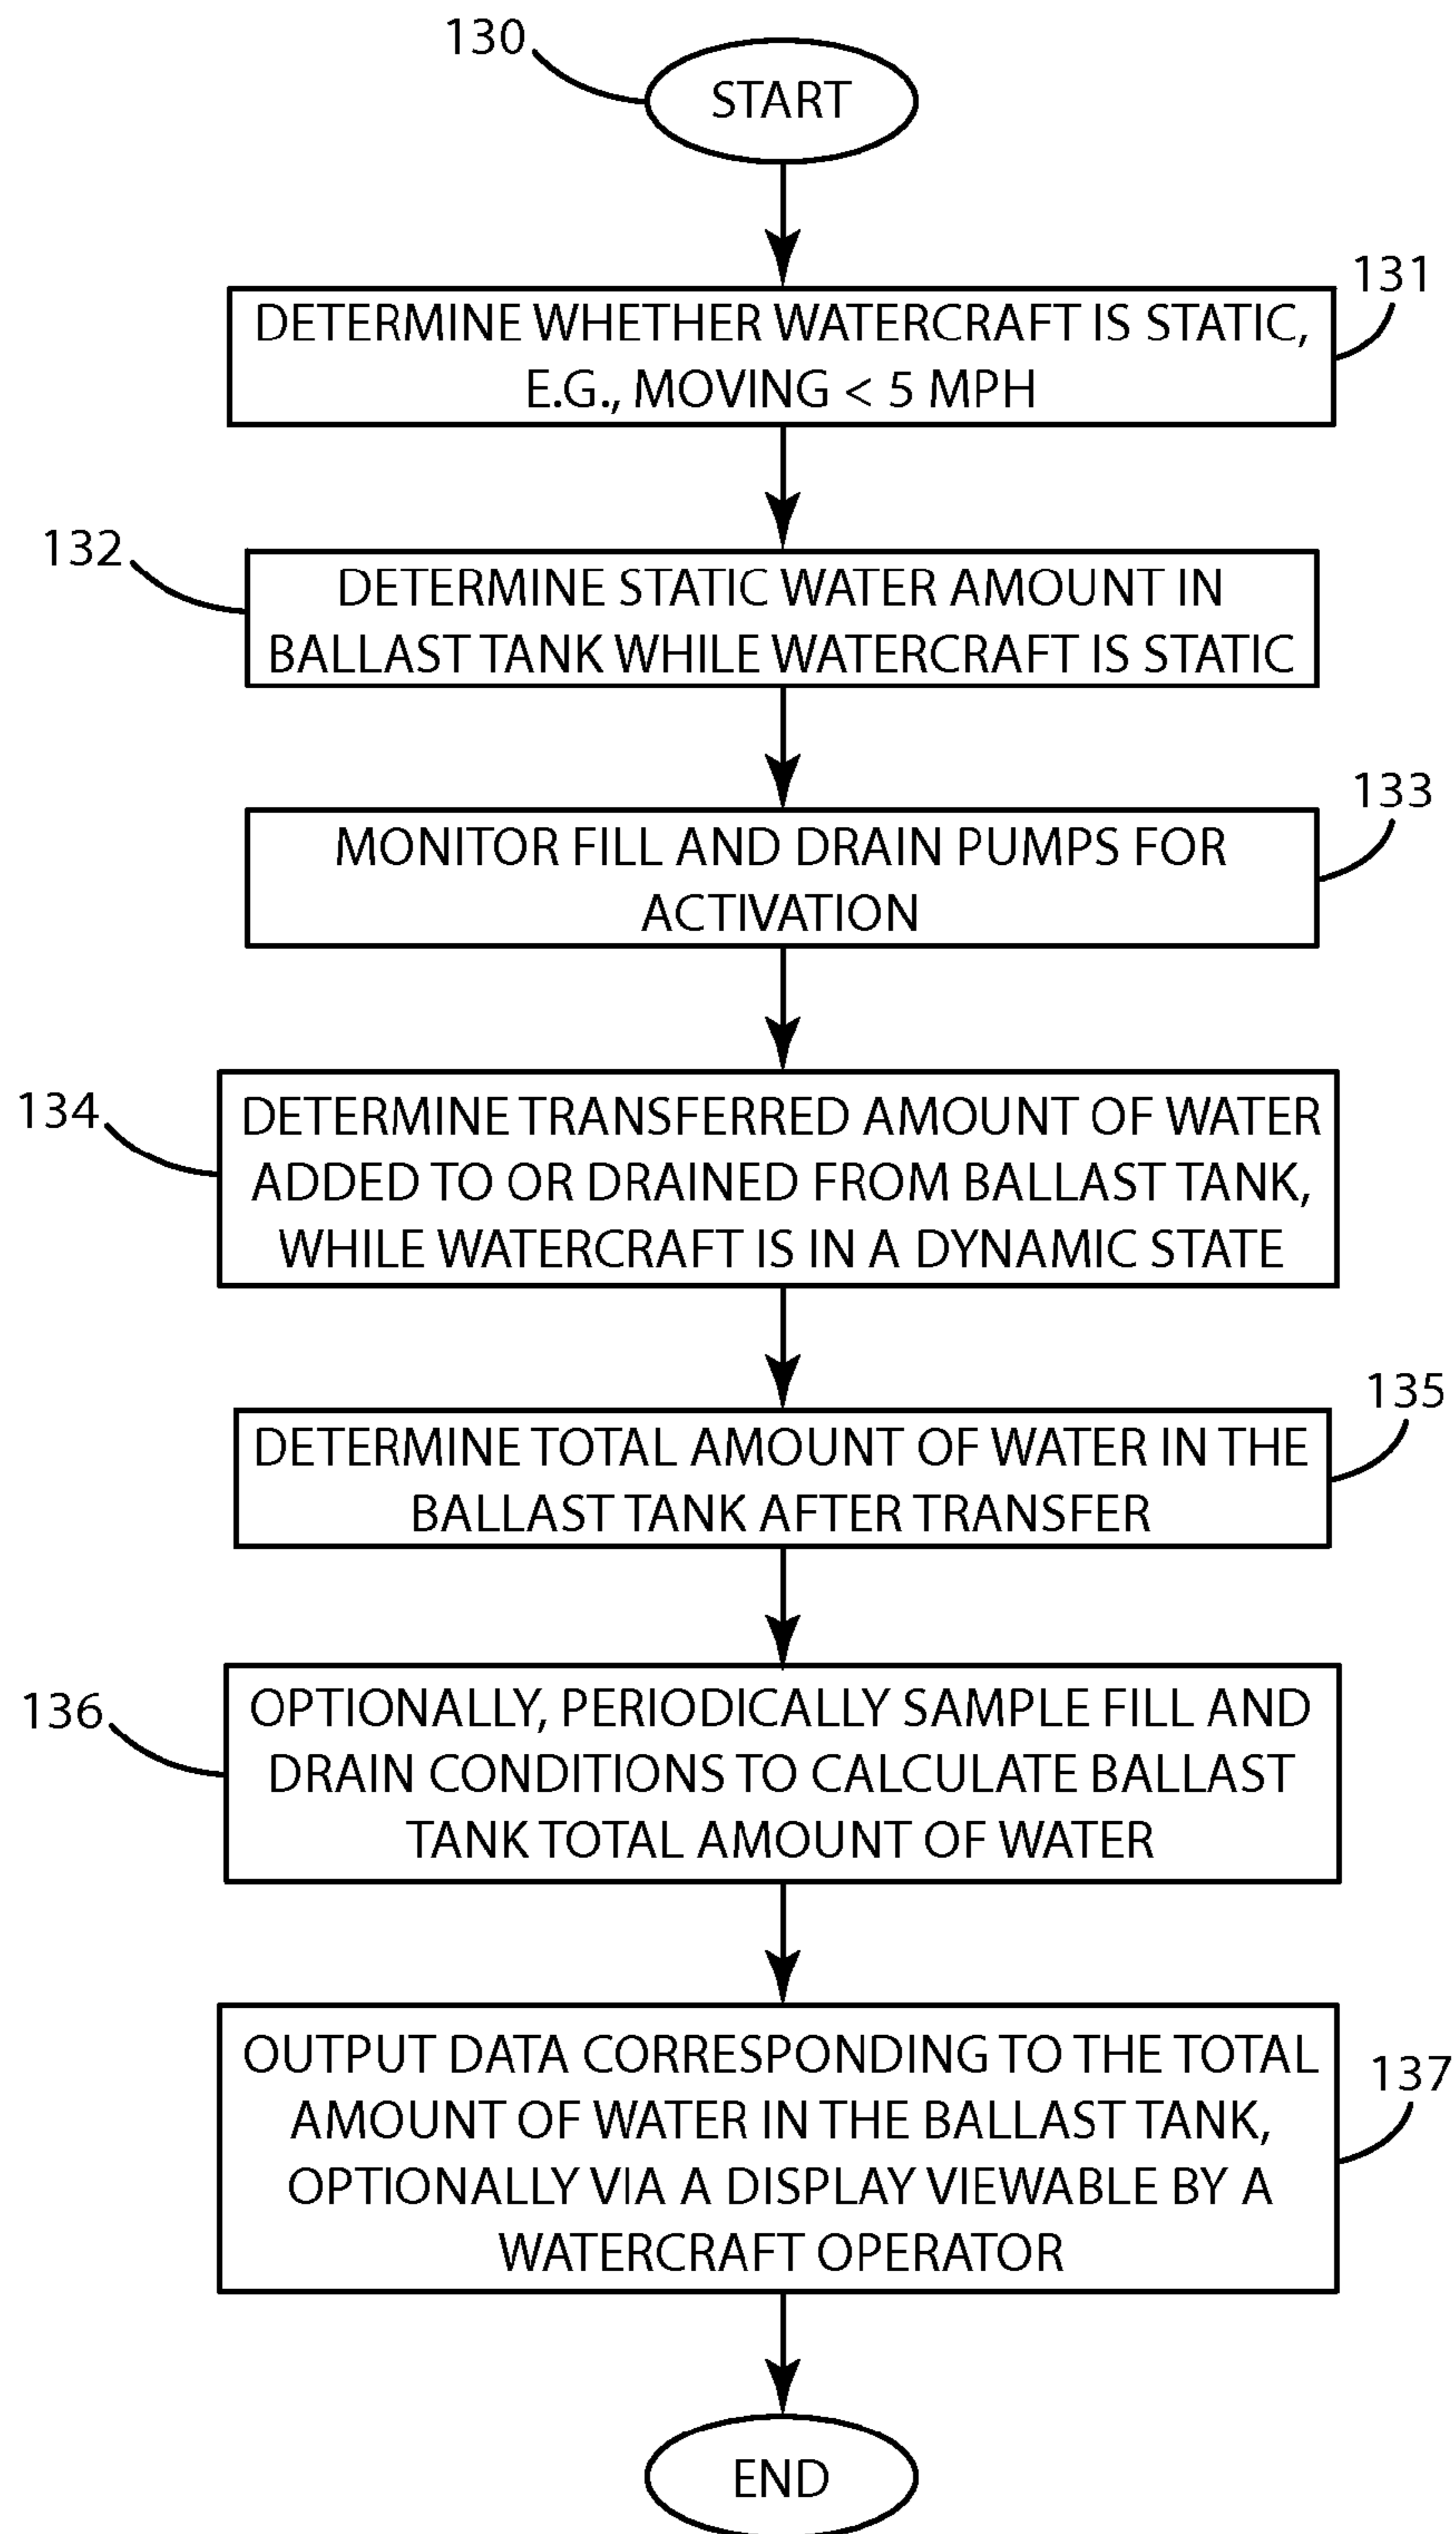 130
START
131
DETERMINE WHETHER WATERCRAFT IS STATIC,
E.G., MOVING < 5 MPH
132
DETERMINE STATIC WATER AMOUNT IN
BALLAST TANK WHILE WATERCRAFT IS STATIC
133
MONITOR FILL AND DRAIN PUMPS FOR
ACTIVATION
134
DETERMINE TRANSFERRED AMOUNT OF WATER
ADDED TO OR DRAINED FROM BALLAST TANK,
WHILE WATERCRAFT IS IN A DYNAMIC STATE
135
DETERMINE TOTAL AMOUNT OF WATER IN THE
BALLAST TANK AFTER TRANSFER
136
OPTIONALLY, PERIODICALLY SAMPLE FILL AND
DRAIN CONDITIONS TO CALCULATE BALLAST
TANK TOTAL AMOUNT OF WATER
137
OUTPUT DATA CORRESPONDING TO THE TOTAL
AMOUNT OF WATER IN THE BALLAST TANK,
OPTIONALLY VIA A DISPLAY VIEWABLE BY A
WATERCRAFT OPERATOR
END